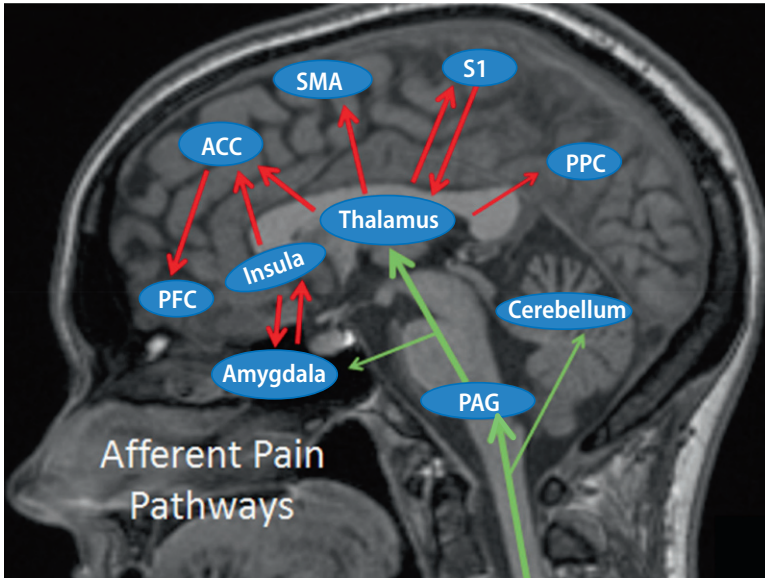 SMA
S1
ACC
PPC
Thalamus
Insula
PFC
Cerebellum
Amygdala
PAG
Afferent Pain
Pathways